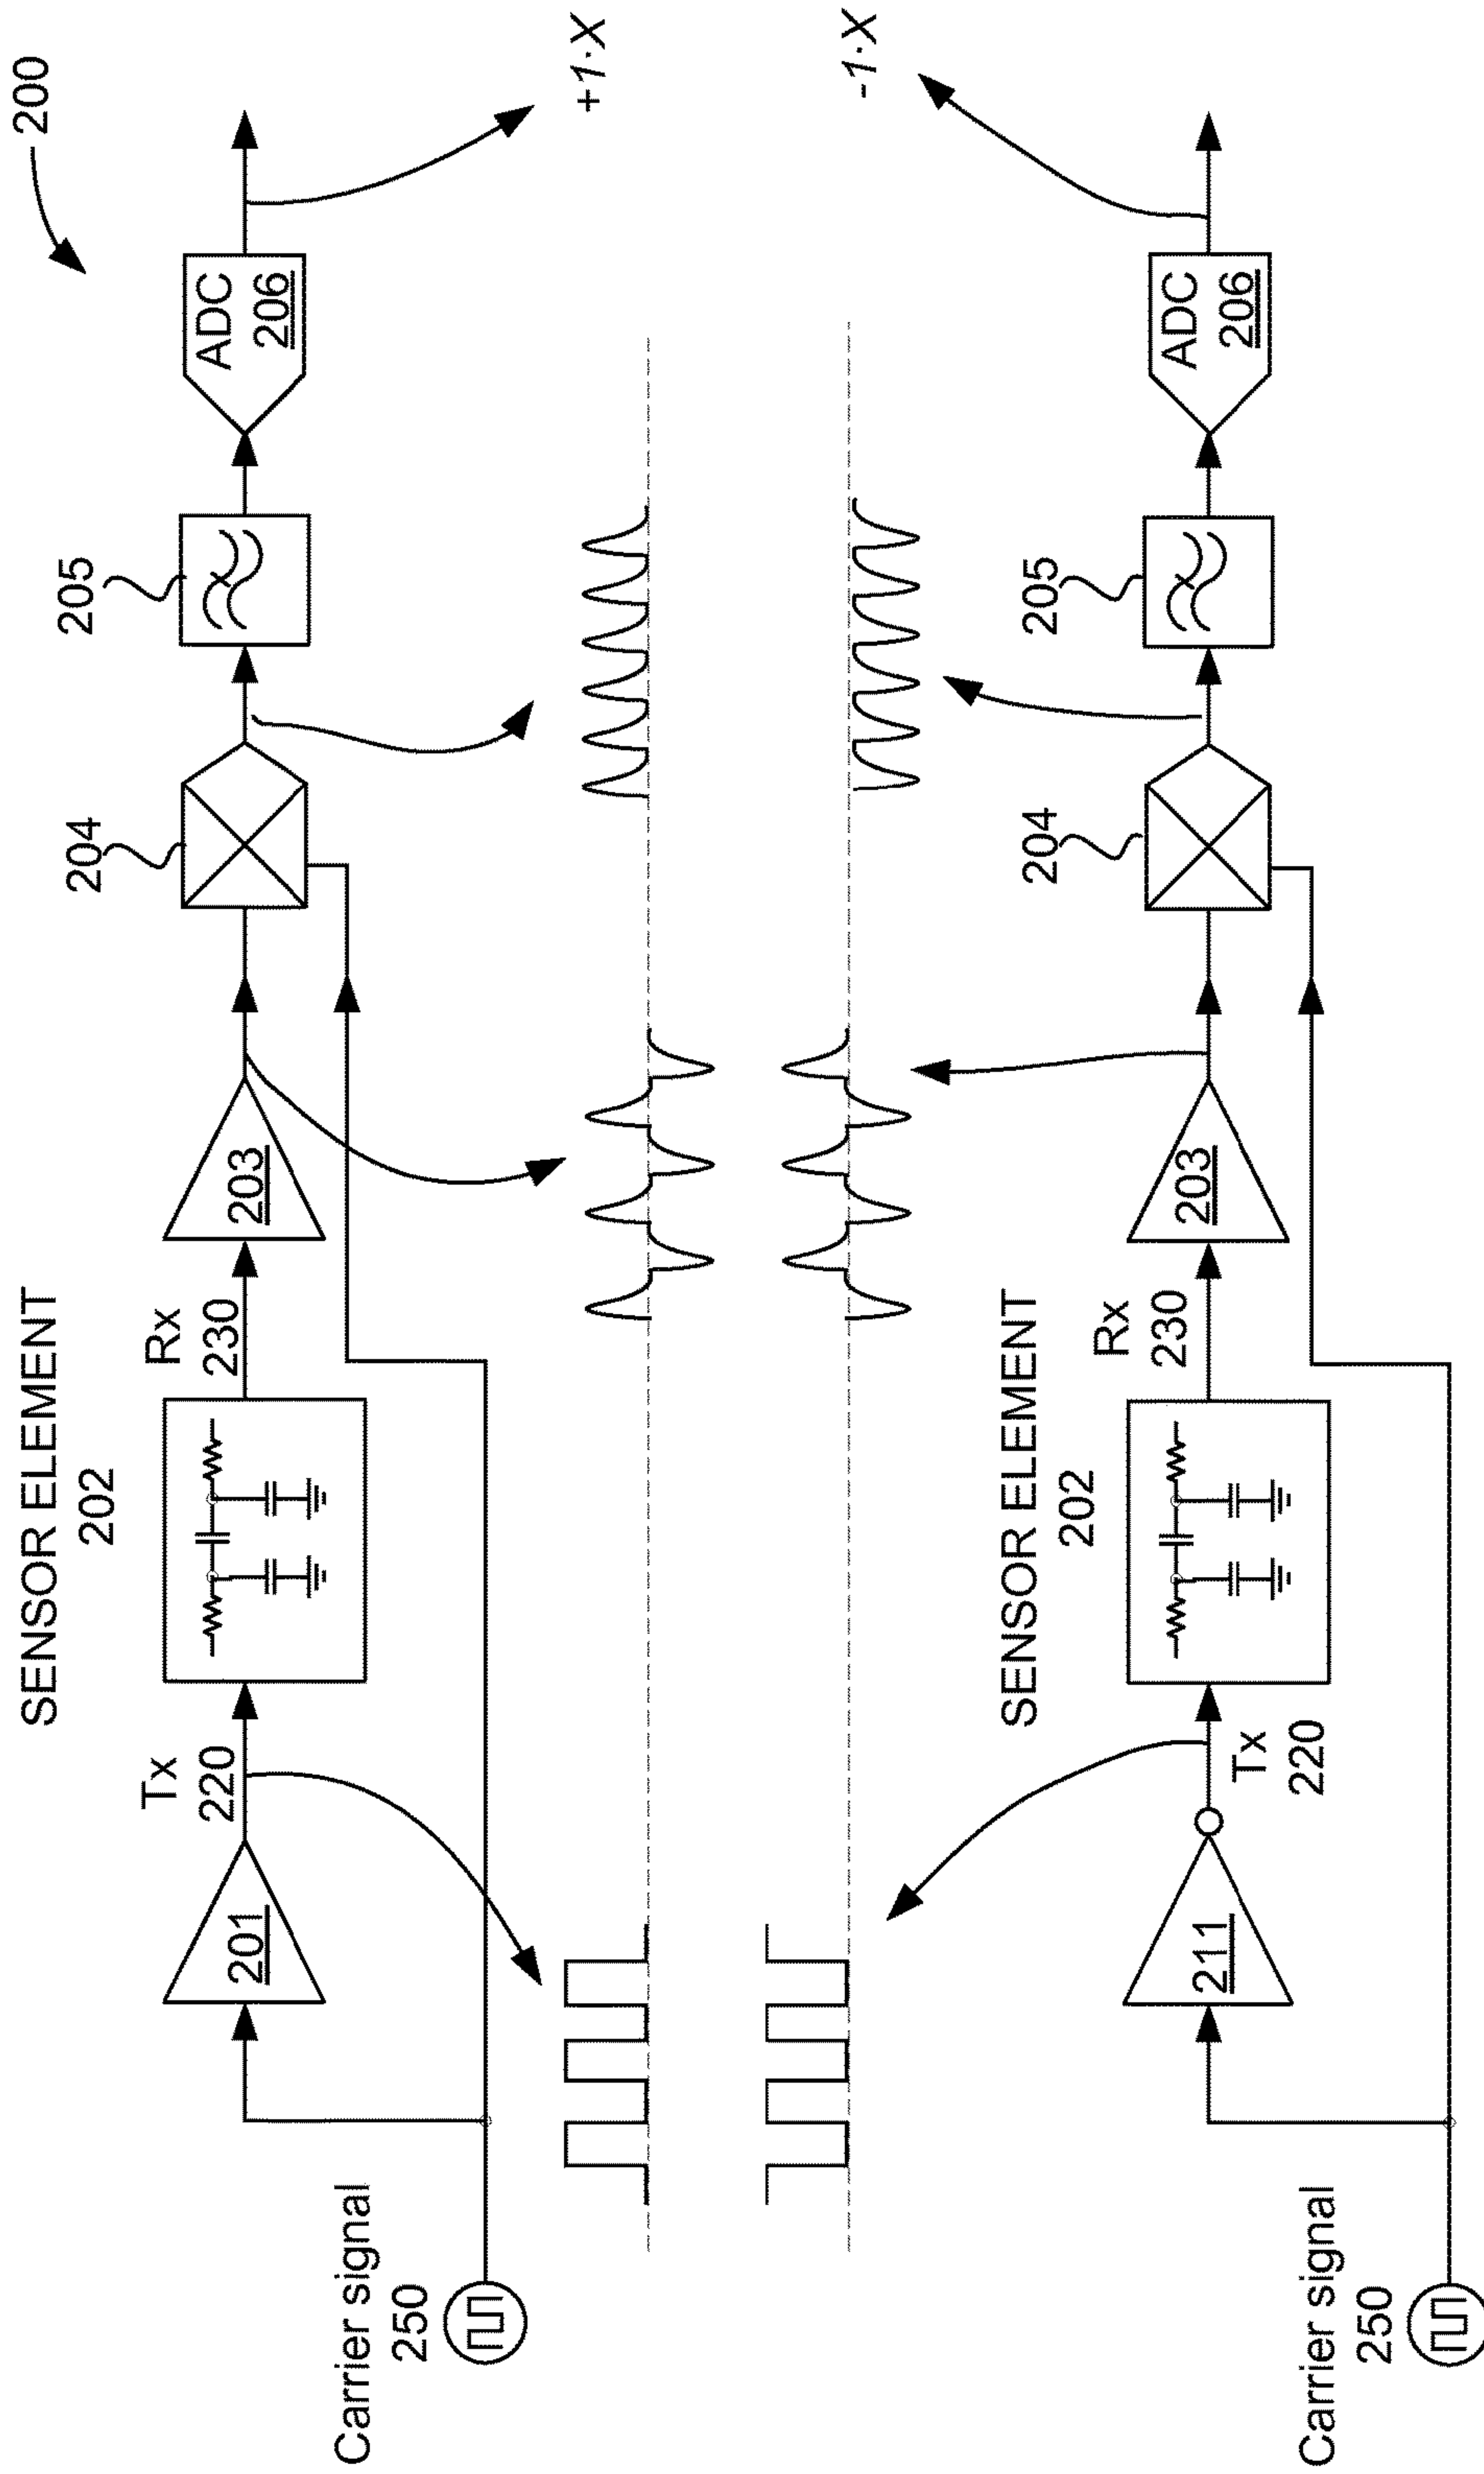 200
SENSOR ELEMENT
202
Carrier signal
250
201
Tx
220
Rx
230
203
204
205
ADC
206
+1·X
-1·X
SENSOR ELEMENT
202
Carrier signal
250
211
Tx
220
Rx
230
203
204
205
ADC
206